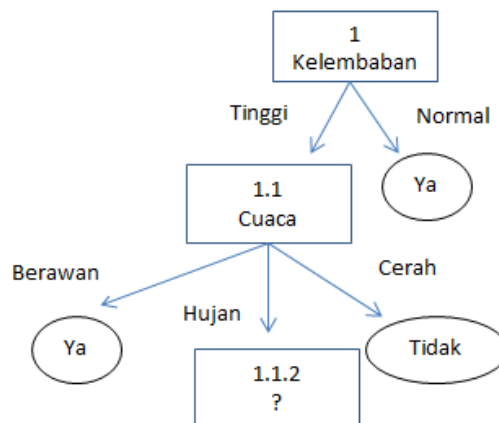 1
Kelembaban
Tinggi
Normal
1.1
Cuaca
Ya
Berawan
Hujan
Cerah
Ya
1.1.2
?
Tidak